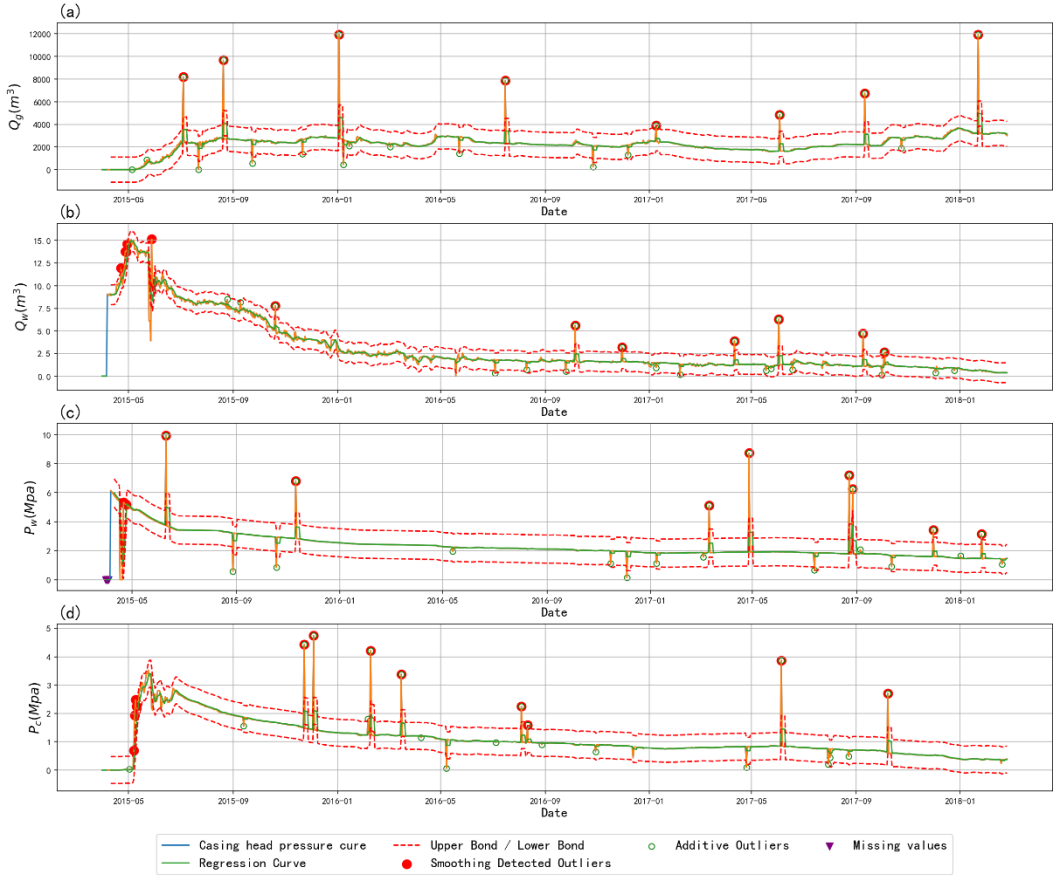 (a)
12000
10000
8000
6000
4000
2000
0
Q_g(m^3)
2015-05 2015-09 2016-01 2016-05 2016-09 2017-01 2017-05 2017-09 2018-01
Date
(b)
15.0
12.5
10.0
7.5
5.0
2.5
0.0
Q_w(m^3)
2015-05 2015-09 2016-01 2016-05 2016-09 2017-01 2017-05 2017-09 2018-01
Date
(c)
10
8
6
4
2
0
P_w(Mpa)
2015-05 2015-09 2016-01 2016-05 2016-09 2017-01 2017-05 2017-09 2018-01
Date
(d)
5
4
3
2
1
0
P_c(Mpa)
2015-05 2015-09 2016-01 2016-05 2016-09 2017-01 2017-05 2017-09 2018-01
Date
Casing head pressure cure Upper Bond / Lower Bond Additive Outliers Missing values
Regression Curve Smoothing Detected Outliers